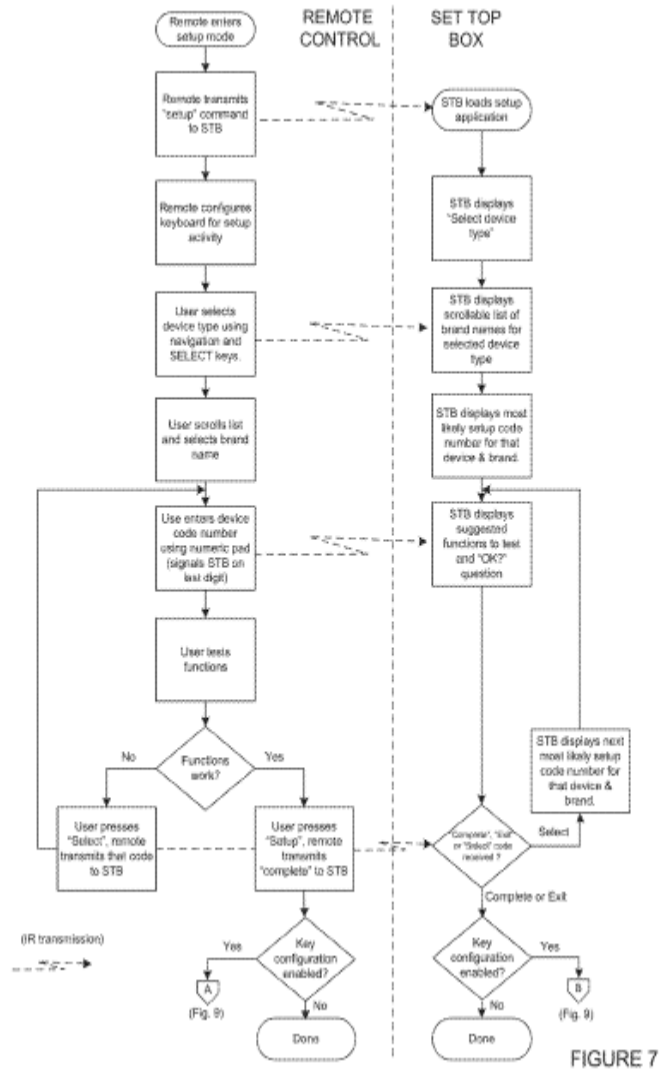 REMOTE
CONTROL
SET TOP
BOX
Remote enters
setup mode
Remote transmits
"setup" command
to STB
STB loads setup
application
Remote configures
keyboard for setup
activity
STB displays
"Select device
type"
User selects
device type using
navigation and
SELECT keys.
STB displays
scrollable list of
brand names for
selected device
type
User scrolls list
and selects brand
name
STB displays most
likely setup code
number for that
device & brand.
Use enters device
code number
using numeric pad
(signals STB on
last digit)
STB displays
suggested
functions to test
and "OK?"
question
User tests
functions
Functions
work?
No
Yes
STB displays next
most likely setup
code number for
that device &
brand.
User presses
"Select", remote
transmits that code
to STB
User presses
"Setup", remote
transmits
"complete" to STB
"Complete", "Exit"
or "Select" code
received ?
Select
Complete or Exit
(IR transmission)
Key
configuration
enabled?
Yes
A
(Fig. 9)
No
Done
Key
configuration
enabled?
Yes
B
(Fig. 9)
No
Done
FIGURE 7